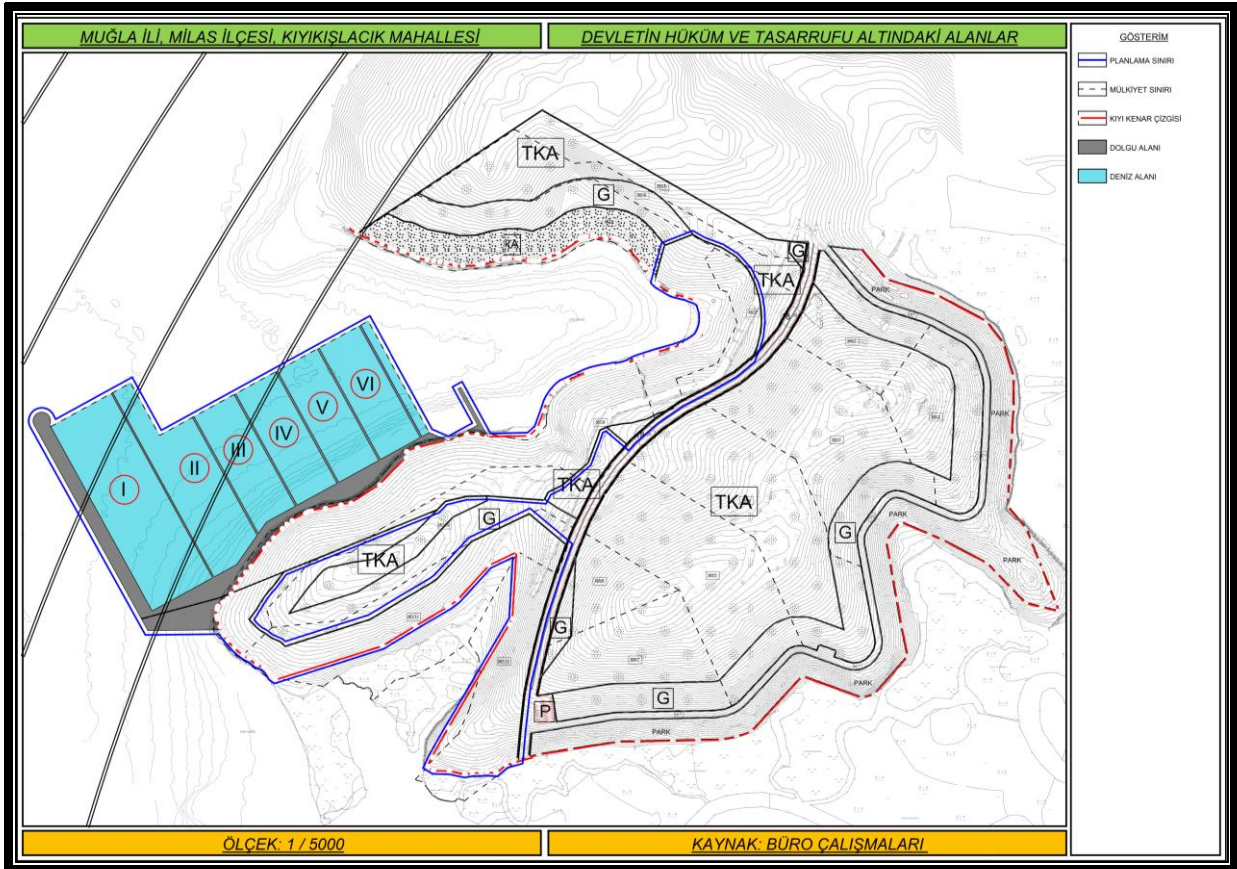 MUĞLA İLİ, MİLAS İLÇESİ, KIYIKIŞLACIK MAHALLESİ
DEVLETİN HÜKÜM VE TASARRUFU ALTINDAKİ ALANLAR
GÖSTERİM
PLANLAMA SINIRI
MÜLKİYET SINIRI
KIYI KENAR ÇİZGİSİ
DOLGU ALANI
DENİZ ALANI
TKA
G
KA
G
TKA
PARK
PARK
VI
V
IV
III
II
I
TKA
TKA
G
TKA
G
PARK
PARK
G
G
P
PARK
PARK
ÖLÇEK: 1 / 5000
KAYNAK: BÜRO ÇALIŞMALARI